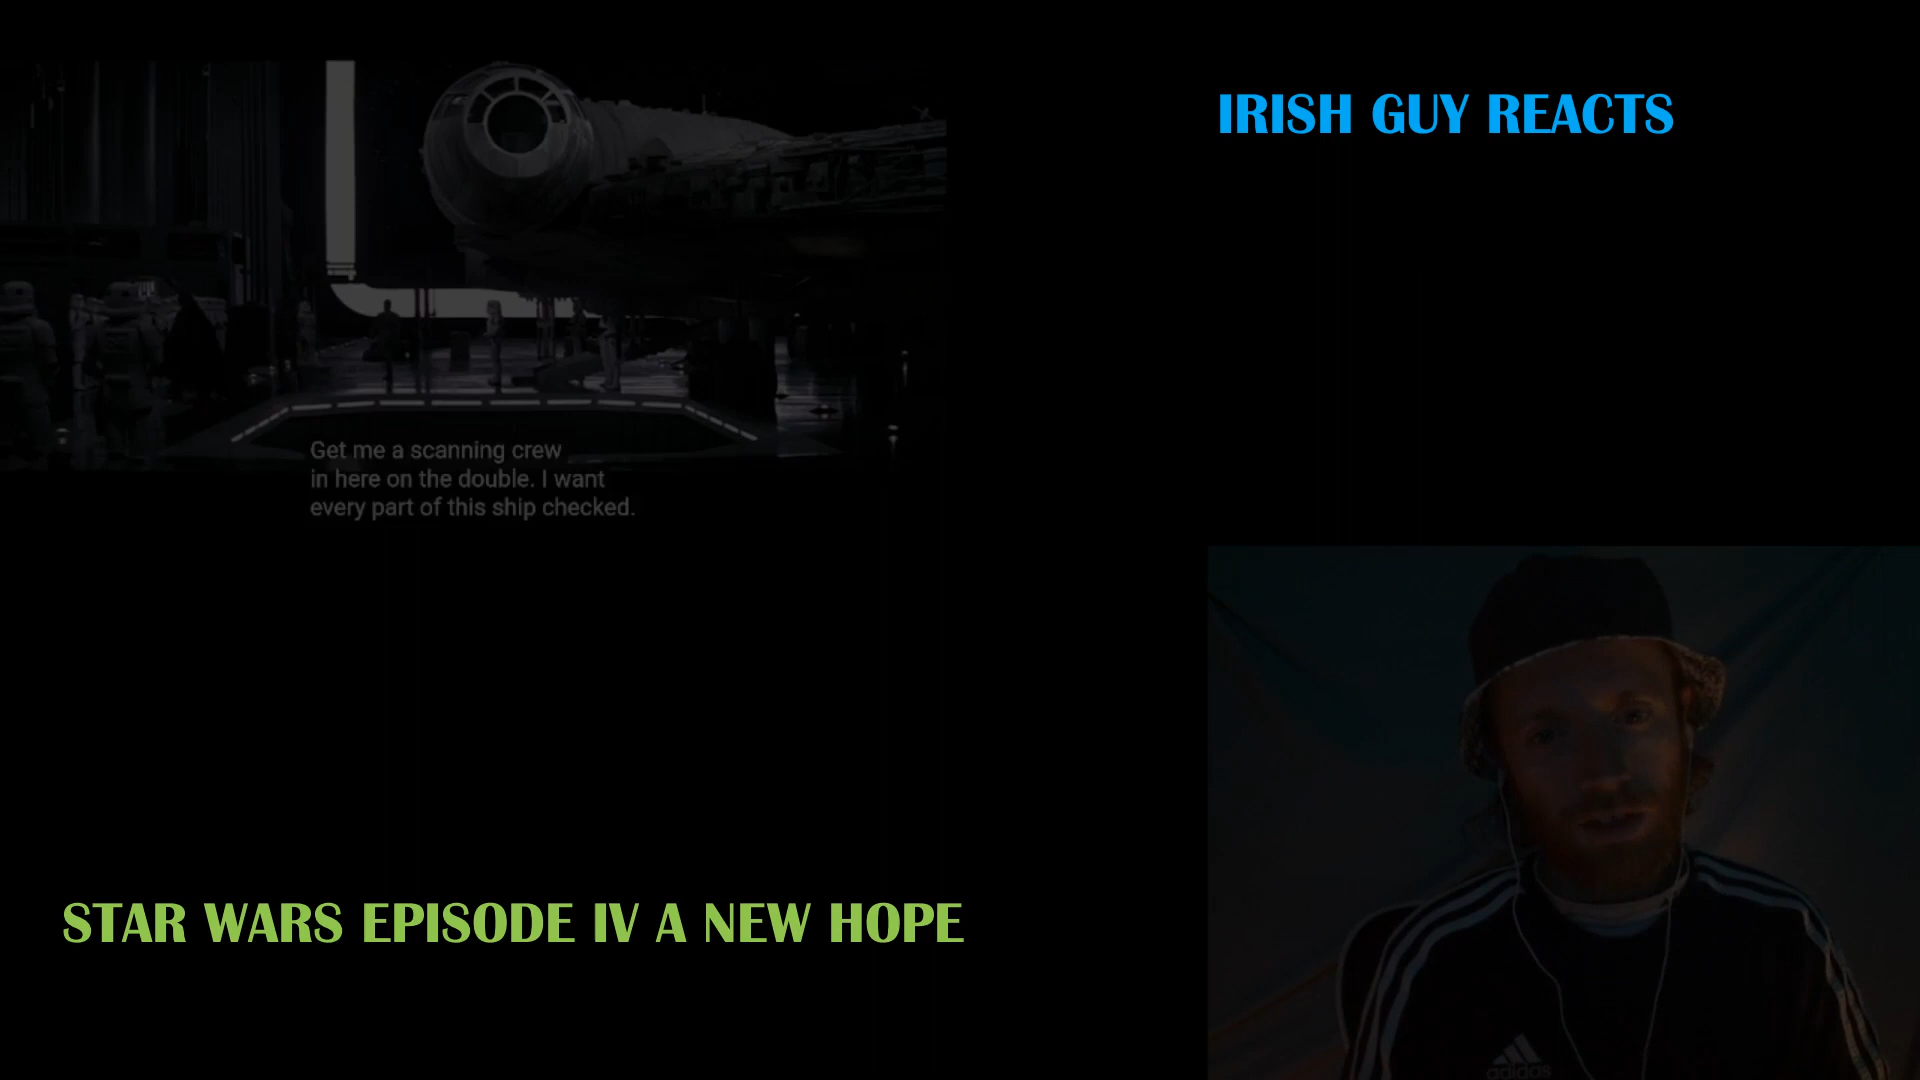 IRISH GUY REACTS
Get me a scanning crew
in here on the double. I want
every part of this ship checked.
STAR WARS EPISODE IV A NEW HOPE
adidas